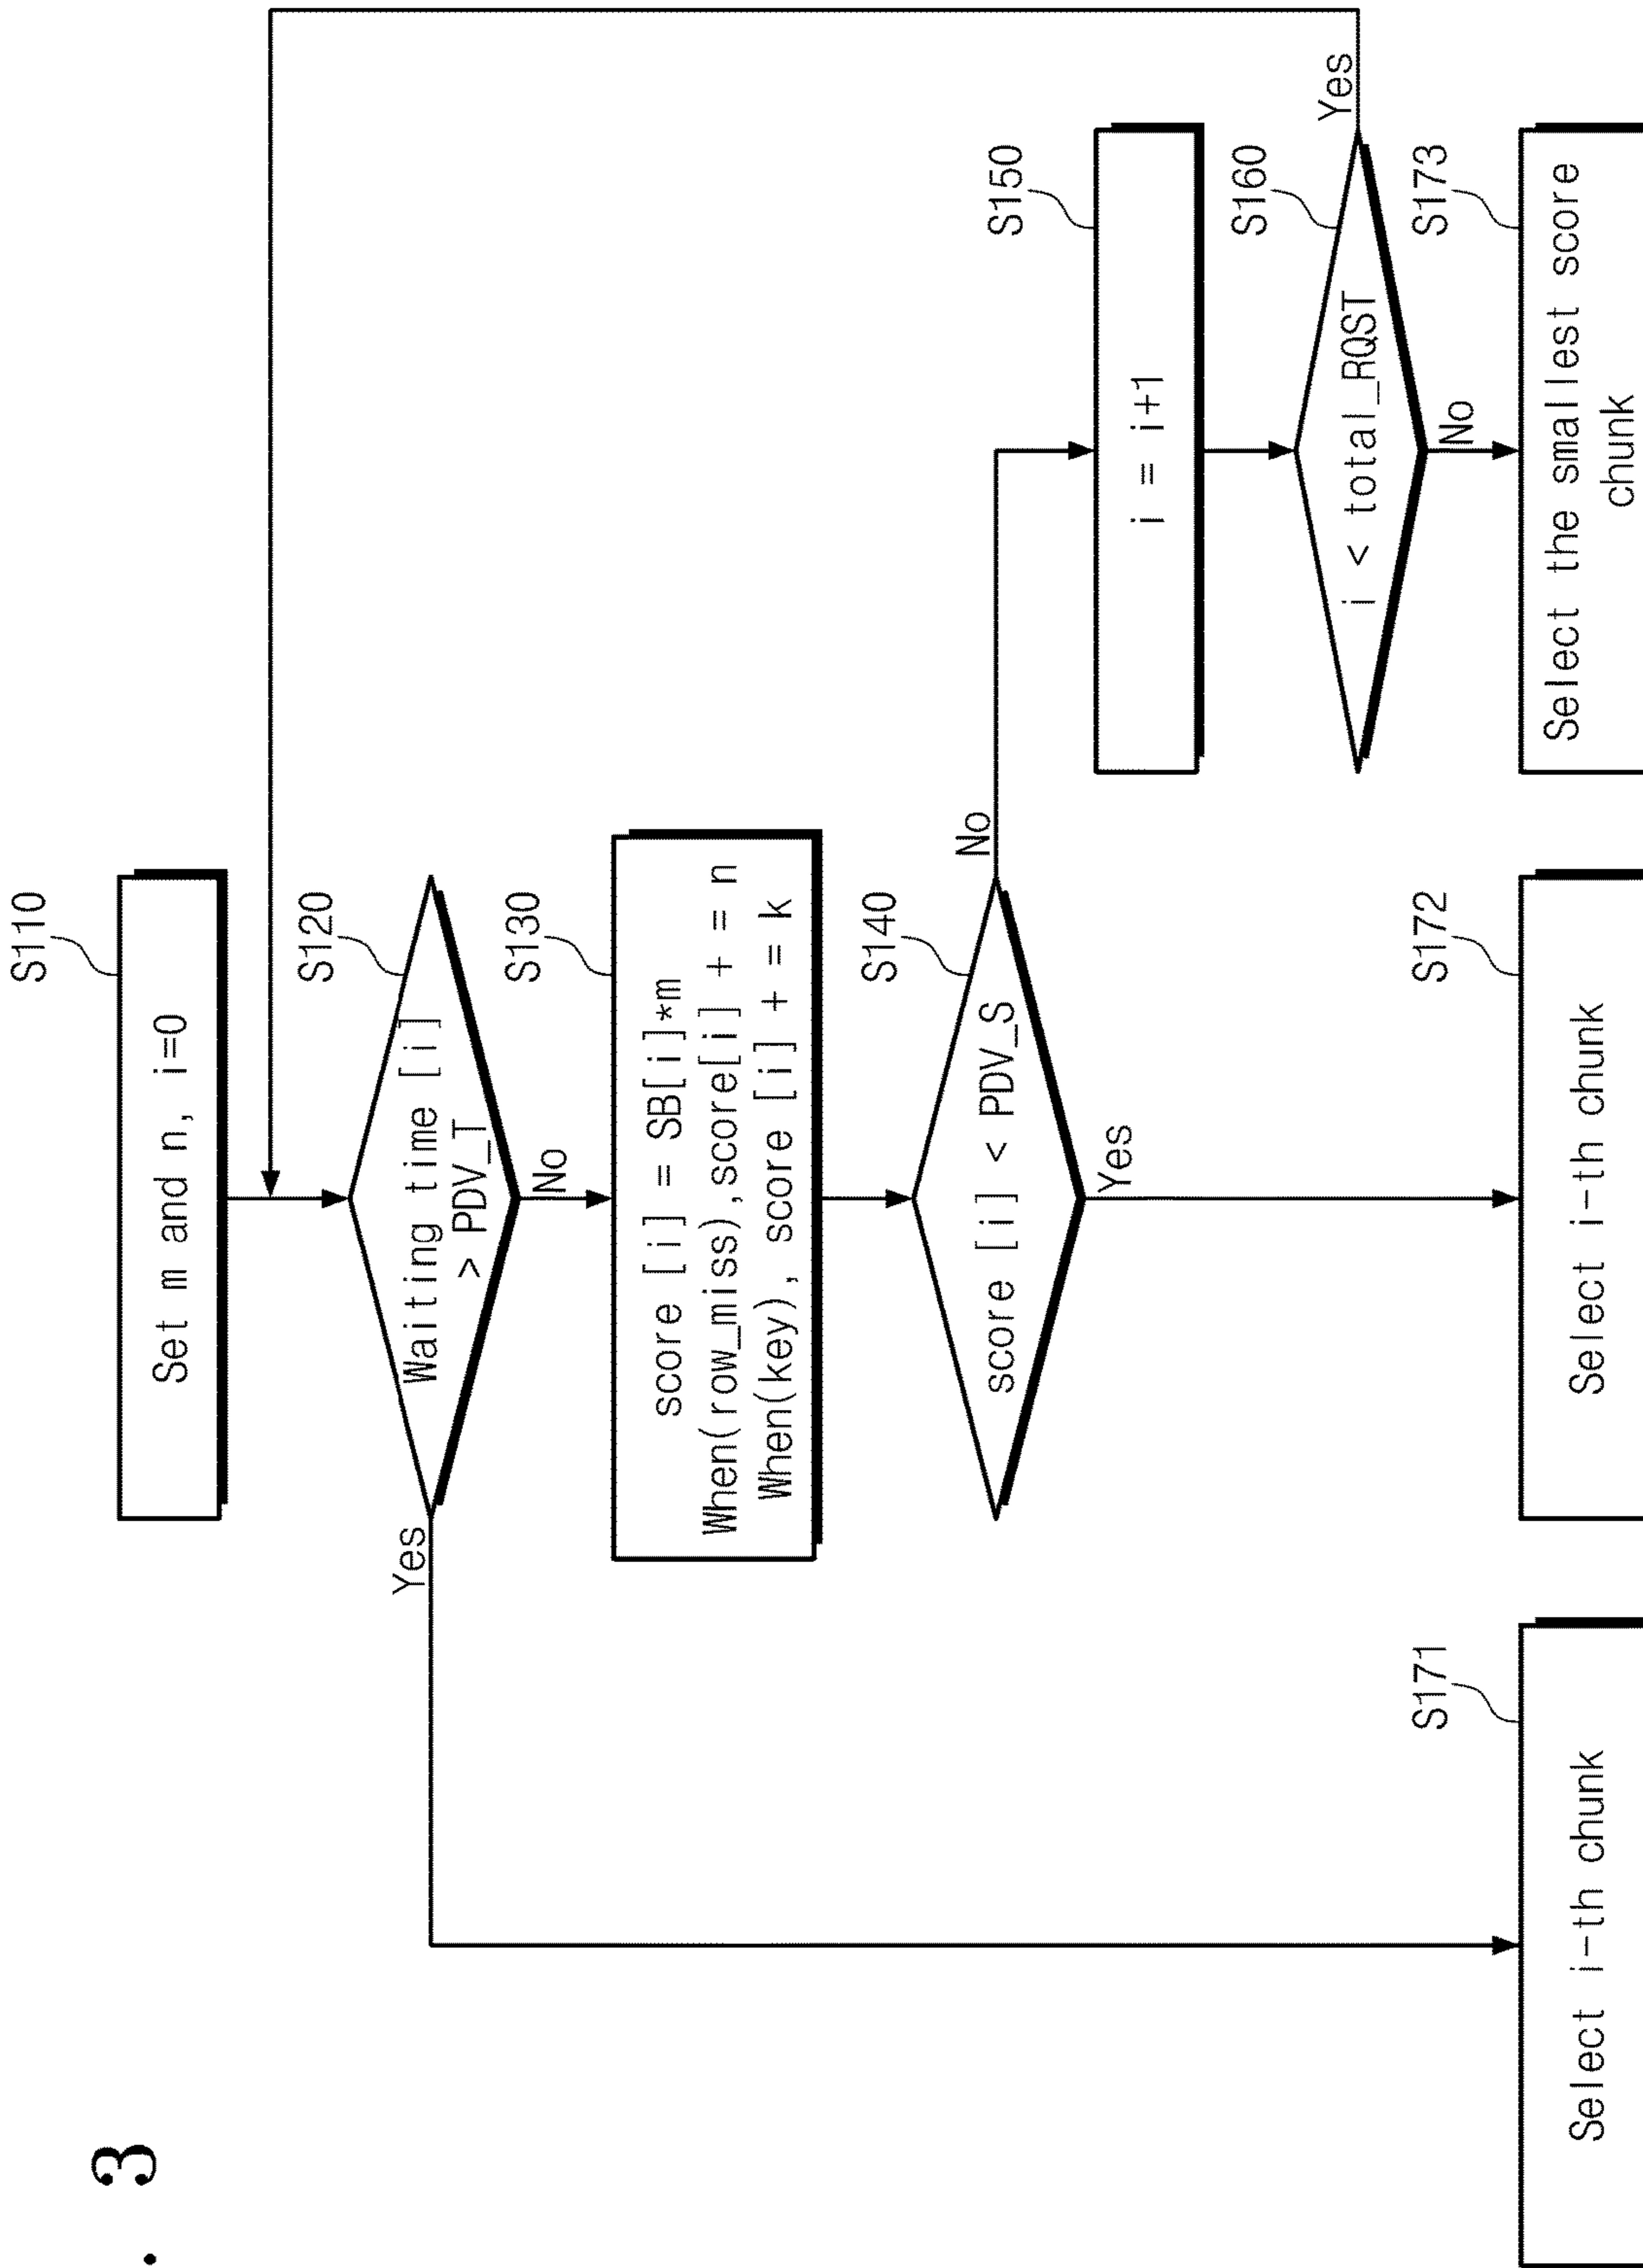 . 3
S110
Set m and n, i=0
S120
Waiting time [i]
> PDV_T
Yes
No
S130
score [i] = SB[i]*m
When(row_miss),score[i] + = n
When(key), score [i] + = k
S140
score [i] < PDV_S
No
Yes
S150
i = i+1
S160
i < total_RQST
Yes
No
S171
Select i-th chunk
S172
Select i-th chunk
S173
Select the smallest score
chunk